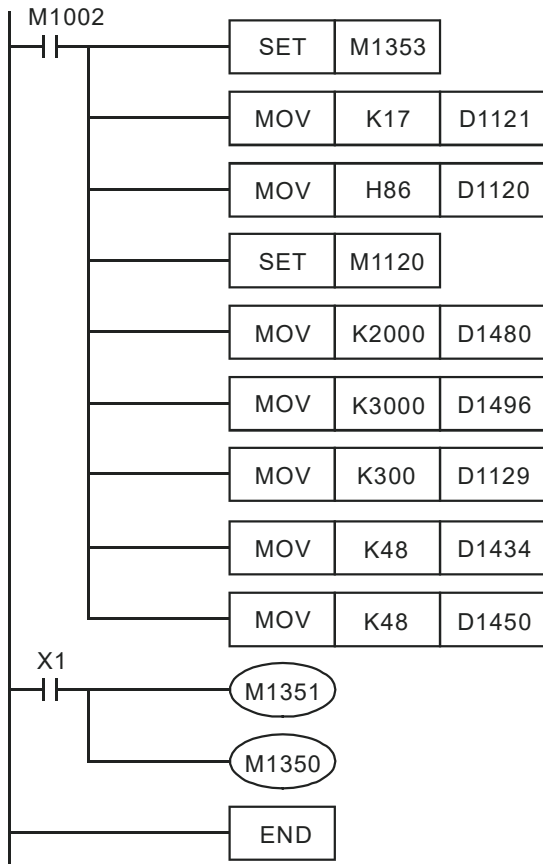 M1002
SET M1353
MOV K17 D1121
MOV H86 D1120
SET M1120
MOV K2000 D1480
MOV K3000 D1496
MOV K300 D1129
MOV K48 D1434
MOV K48 D1450
X1
M1351
M1350
END